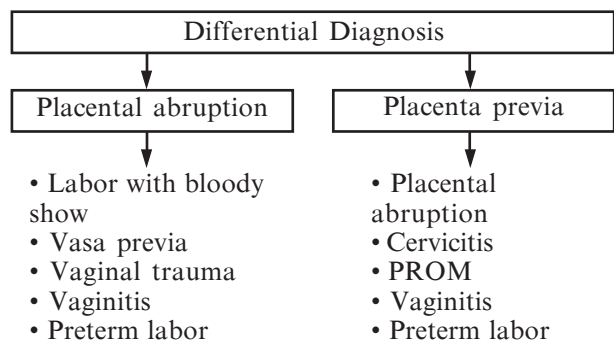 Differential Diagnosis
Placental abruption
Placenta previa
• Labor with bloody
show
• Vasa previa
• Vaginal trauma
• Vaginitis
• Preterm labor
• Placental
abruption
• Cervicitis
• PROM
• Vaginitis
• Preterm labor